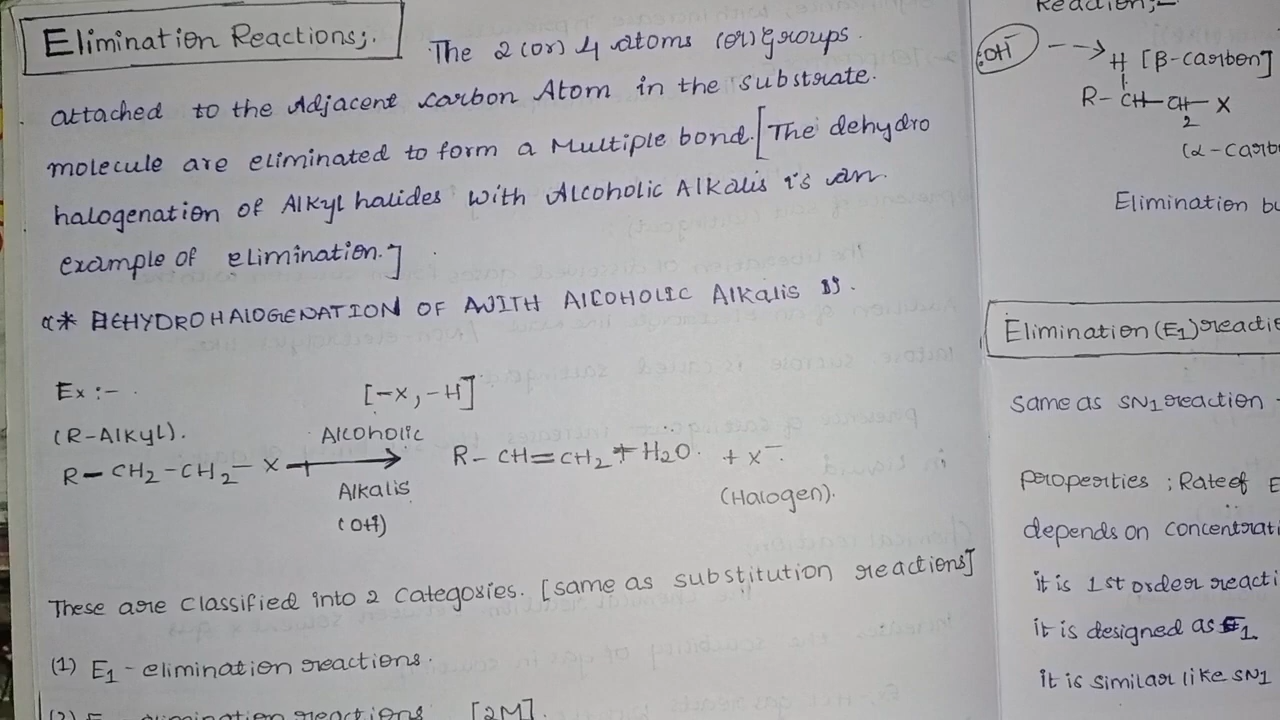 Elimination Reactions;.
The 2 (or) 4 atoms (or) Groups.
attached to the Adjacent carbon Atom in the substrate.
molecule are eliminated to form a Multiple bond. [The dehydro
halogenation of Alkyl halides with Alcoholic Alkalis is an
example of elimination.]
* DEHYDROHALOGENATION OF WITH AlCOHOLIC Alkalis
Ex :-
[-X, -H]
(R-Alkyl).
Alcoholic
R-CH2-CH2-X
R-CH=CH2 + H2O. + X-
Alkalis
(Halogen).
(OH)
These are classified into 2 categories. [same as substitution reactions]
(1) E1 - elimination reactions.
elimination reactions [2M].
Reaction;-
:OH-
H [β-carbon]
R-CH-CH-X
2
(α-carb
Elimination
Elimination (E1) reactio
same as SN1 reaction
properties ; Rate of E
depends on concentrati
it is 1st order reacti
it is designed as E1.
it is similar like SN1